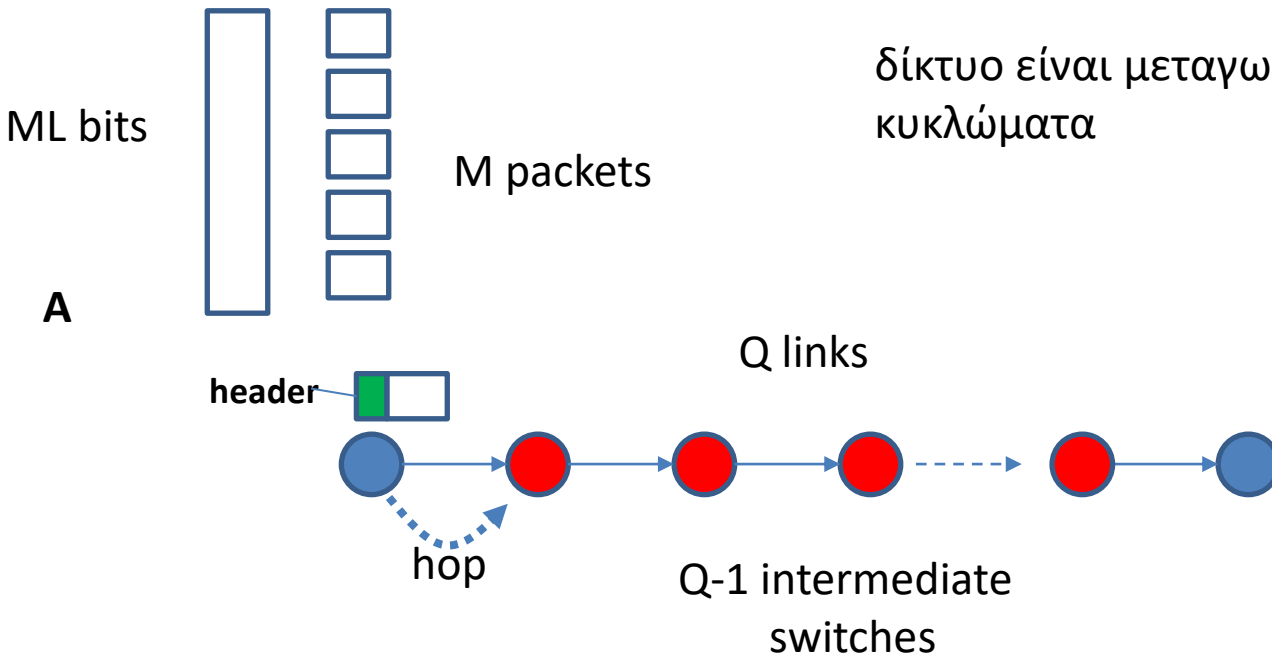 δίκτυο είναι μεταγω
κυκλώματα
ML bits
M packets
A
Q links
header
hop
Q-1 intermediate
switches